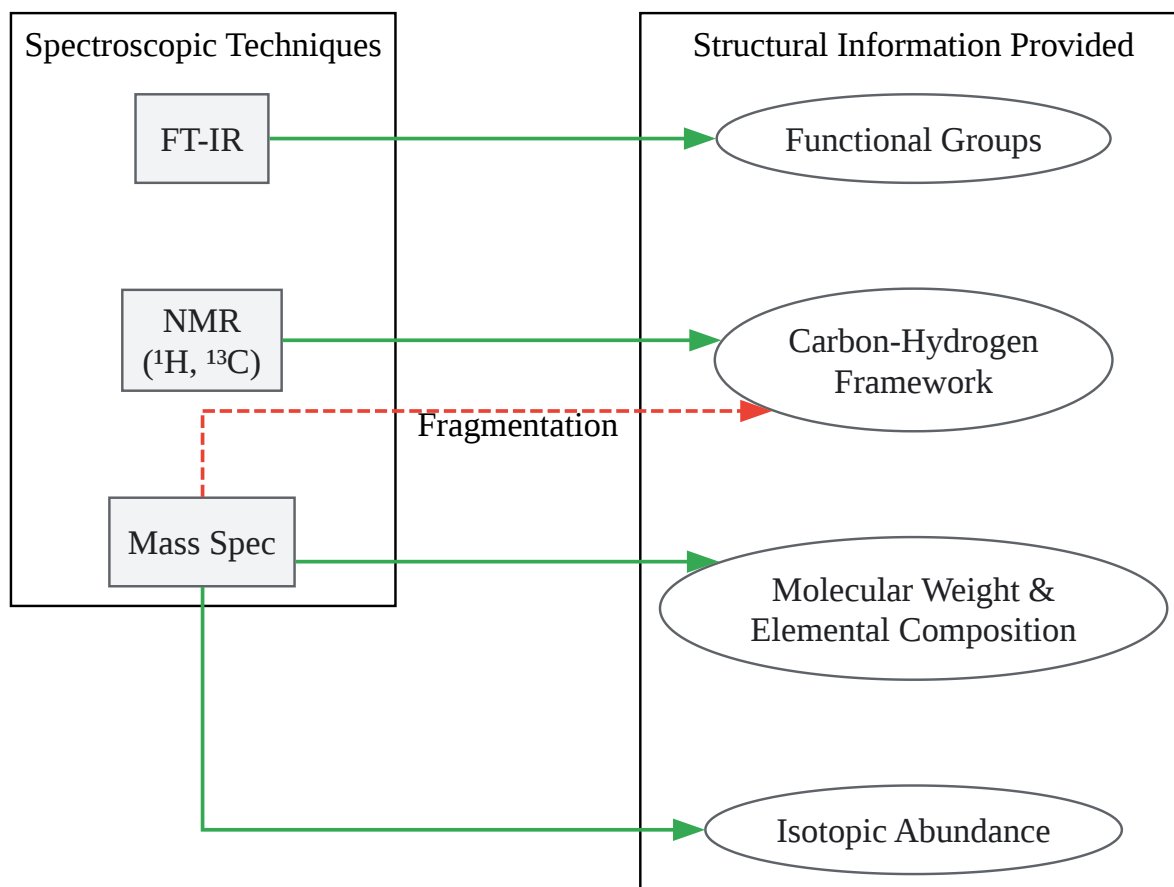 Spectroscopic Techniques
Structural Information Provided
FT-IR
Functional Groups
NMR
(¹H, ¹³C)
Carbon-Hydrogen
Framework
Fragmentation
Mass Spec
Molecular Weight &
Elemental Composition
Isotopic Abundance